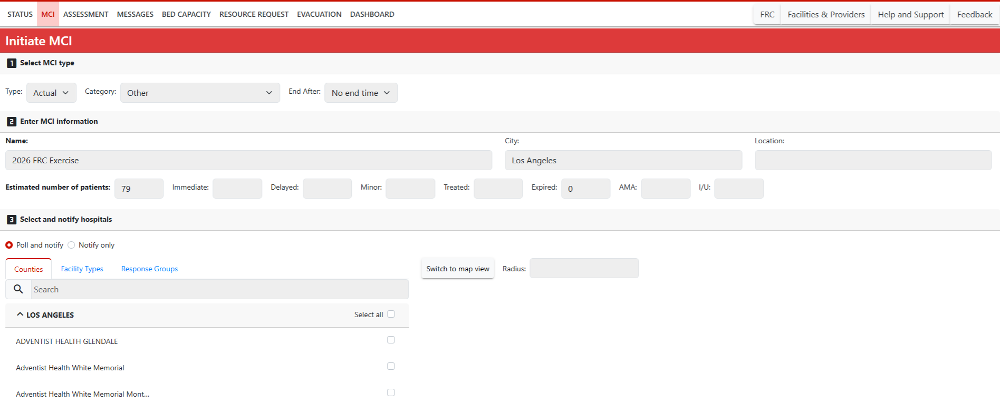 STATUS MCI ASSESSMENT MESSAGES BED CAPACITY RESOURCE REQUEST EVACUATION DASHBOARD FRC Facilities & Providers Help and Support Feedback
Initiate MCI
1 Select MCI type
Type: Actual Category: Other End After: No end time
2 Enter MCI information
Name: City: Location:
2026 FRC Exercise Los Angeles
Estimated number of patients: 79 Immediate: Delayed: Minor: Treated: Expired: 0 AMA: I/U:
3 Select and notify hospitals
Poll and notify Notify only
Counties Facility Types Response Groups Switch to map view Radius:
Search
LOS ANGELES Select all
ADVENTIST HEALTH GLENDALE
Adventist Health White Memorial
Adventist Health White Memorial Mont...